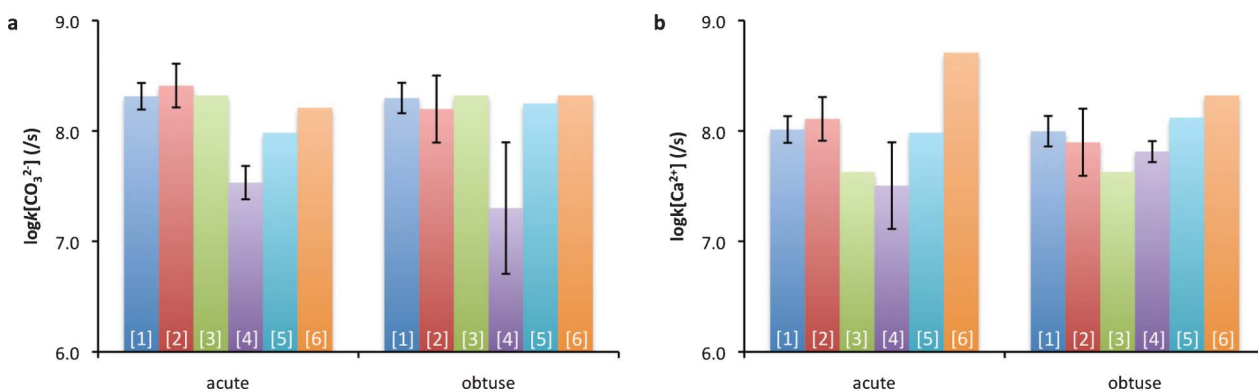 a
9.0
8.0
7.0
6.0
logk[CO₃²⁻] (/s)
[1] [2] [3] [4] [5] [6]
[1] [2] [3] [4] [5] [6]
acute obtuse
b
9.0
8.0
7.0
6.0
logk[Ca²⁺] (/s)
[1] [2] [3] [4] [5] [6]
[1] [2] [3] [4] [5] [6]
acute obtuse